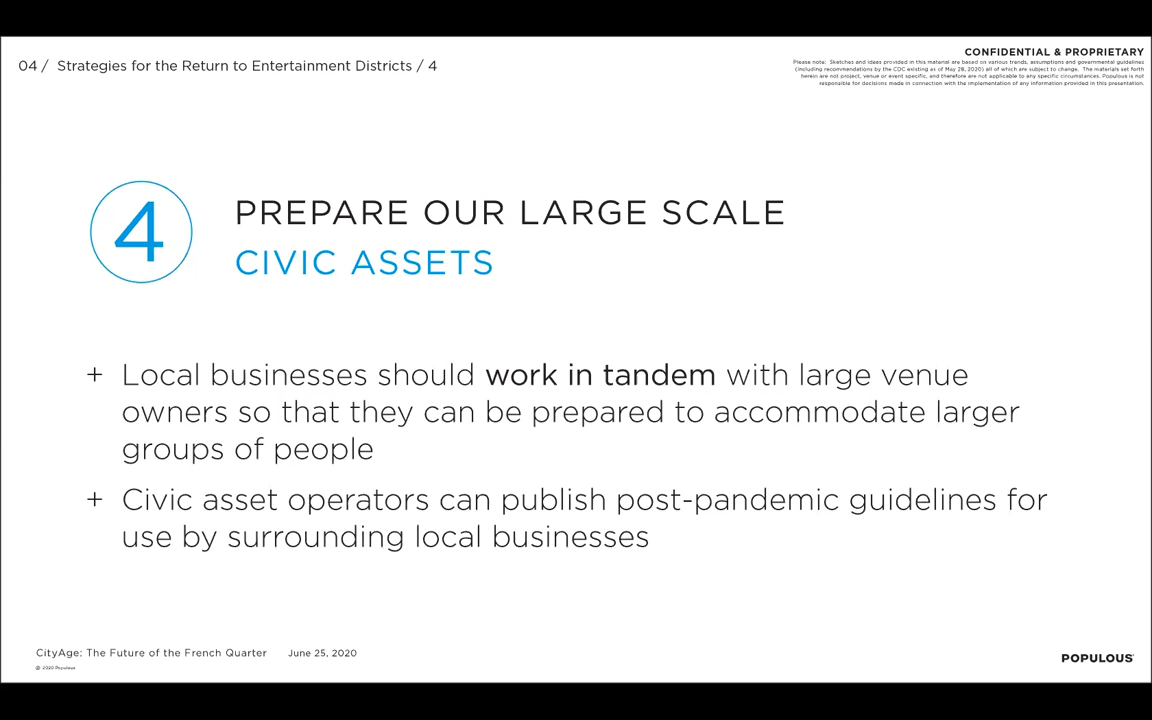 04 / Strategies for the Return to Entertainment Districts / 4
CONFIDENTIAL & PROPRIETARY
Please note: Sketches and ideas provided in this material are based on various trends, assumptions and governmental guidelines
(including recommendations by the CDC existing as of May 28, 2020) all of which are subject to change. The materials set forth
herein are not project, venue or event specific, and therefore are not applicable to any specific circumstances. Populous is not
responsible for decisions made in connection with the implementation of any information provided in this presentation.
4
PREPARE OUR LARGE SCALE
CIVIC ASSETS
+ Local businesses should work in tandem with large venue
owners so that they can be prepared to accommodate larger
groups of people
+ Civic asset operators can publish post-pandemic guidelines for
use by surrounding local businesses
CityAge: The Future of the French Quarter June 25, 2020
@ 2020 Populous
POPULOUS